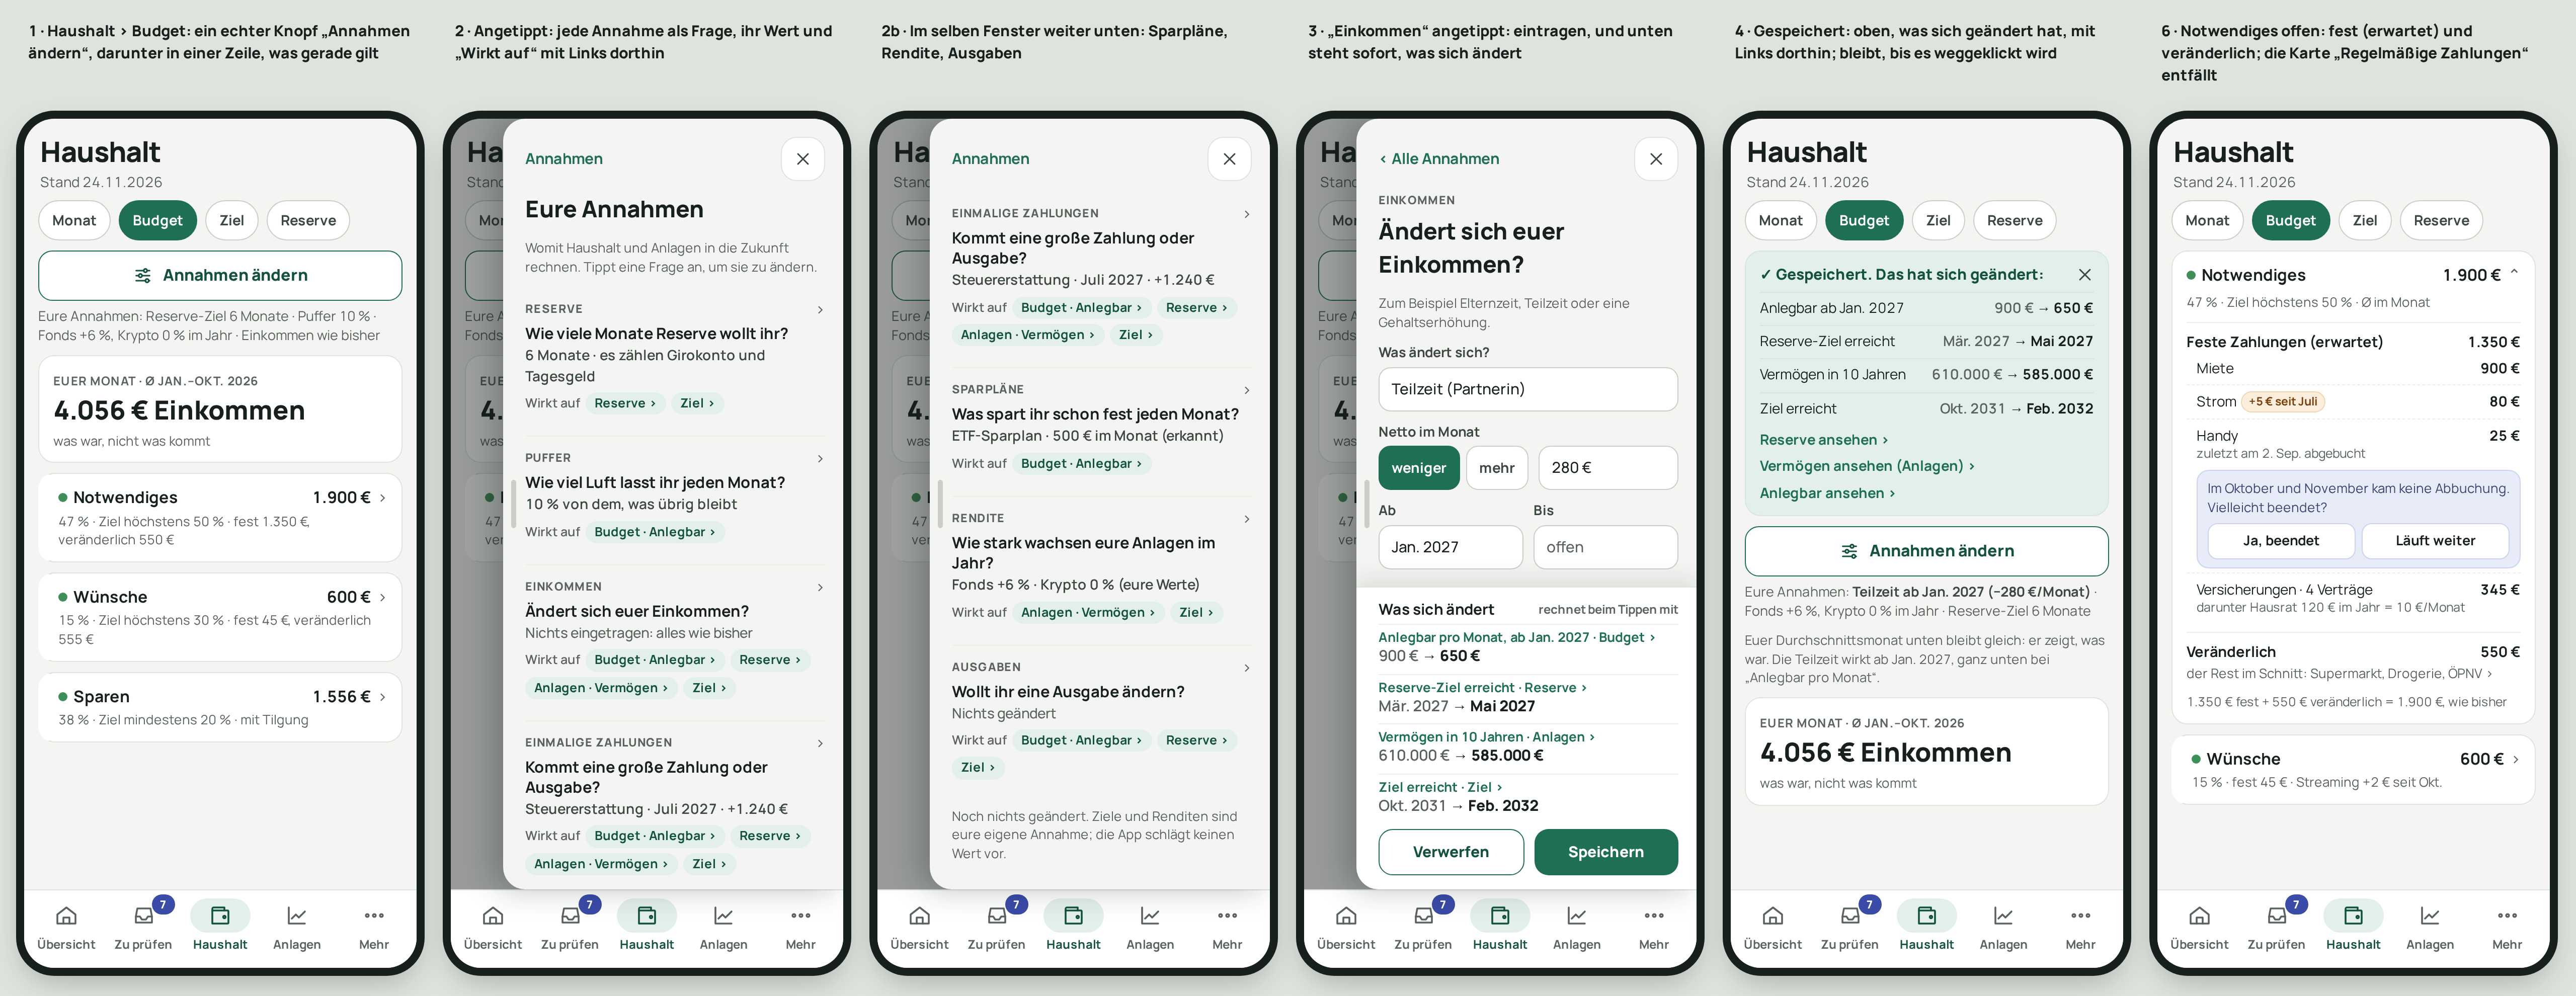 1 · Haushalt › Budget: ein echter Knopf „Annahmen
ändern“, darunter in einer Zeile, was gerade gilt
Haushalt
Stand 24.11.2026
Monat
Budget
Ziel
Reserve
Annahmen ändern
Eure Annahmen: Reserve-Ziel 6 Monate · Puffer 10 % ·
Fonds +6 %, Krypto 0 % im Jahr · Einkommen wie bisher
EUER MONAT · Ø JAN.–OKT. 2026
4.056 € Einkommen
was war, nicht was kommt
Notwendiges 1.900 € ›
47 % · Ziel höchstens 50 % · fest 1.350 €,
veränderlich 550 €
Wünsche 600 € ›
15 % · Ziel höchstens 30 % · fest 45 €, veränderlich
555 €
Sparen 1.556 € ›
38 % · Ziel mindestens 20 % · mit Tilgung
7
Übersicht Zu prüfen Haushalt Anlagen Mehr
2 · Angetippt: jede Annahme als Frage, ihr Wert und
„Wirkt auf“ mit Links dorthin
Annahmen
Eure Annahmen
Womit Haushalt und Anlagen in die Zukunft
rechnen. Tippt eine Frage an, um sie zu ändern.
RESERVE ›
Wie viele Monate Reserve wollt ihr?
6 Monate · es zählen Girokonto und
Tagesgeld
Wirkt auf Reserve › Ziel ›
PUFFER ›
Wie viel Luft lasst ihr jeden Monat?
10 % von dem, was übrig bleibt
Wirkt auf Budget · Anlegbar ›
EINKOMMEN ›
Ändert sich euer Einkommen?
Nichts eingetragen: alles wie bisher
Wirkt auf Budget · Anlegbar › Reserve ›
Anlagen · Vermögen › Ziel ›
EINMALIGE ZAHLUNGEN ›
Kommt eine große Zahlung oder
Ausgabe?
Steuererstattung · Juli 2027 · +1.240 €
Wirkt auf Budget · Anlegbar › Reserve ›
Anlagen · Vermögen › Ziel ›
7
Übersicht Zu prüfen Haushalt Anlagen Mehr
2b · Im selben Fenster weiter unten: Sparpläne,
Rendite, Ausgaben
Annahmen
EINMALIGE ZAHLUNGEN ›
Kommt eine große Zahlung oder
Ausgabe?
Steuererstattung · Juli 2027 · +1.240 €
Wirkt auf Budget · Anlegbar › Reserve ›
Anlagen · Vermögen › Ziel ›
SPARPLÄNE ›
Was spart ihr schon fest jeden Monat?
ETF-Sparplan · 500 € im Monat (erkannt)
Wirkt auf Budget · Anlegbar ›
RENDITE ›
Wie stark wachsen eure Anlagen im
Jahr?
Fonds +6 % · Krypto 0 % (eure Werte)
Wirkt auf Anlagen · Vermögen › Ziel ›
AUSGABEN ›
Wollt ihr eine Ausgabe ändern?
Nichts geändert
Wirkt auf Budget · Anlegbar › Reserve ›
Ziel ›
Noch nichts geändert. Ziele und Renditen sind
eure eigene Annahme; die App schlägt keinen
Wert vor.
7
Übersicht Zu prüfen Haushalt Anlagen Mehr
3 · „Einkommen“ angetippt: eintragen, und unten
steht sofort, was sich ändert
‹ Alle Annahmen
EINKOMMEN
Ändert sich euer
Einkommen?
Zum Beispiel Elternzeit, Teilzeit oder eine
Gehaltserhöhung.
Was ändert sich?
Teilzeit (Partnerin)
Netto im Monat
weniger mehr 280 €
Ab Bis
Jan. 2027 offen
Was sich ändert rechnet beim Tippen mit
Anlegbar pro Monat, ab Jan. 2027 · Budget ›
900 € → 650 €
Reserve-Ziel erreicht · Reserve ›
Mär. 2027 → Mai 2027
Vermögen in 10 Jahren · Anlagen ›
610.000 € → 585.000 €
Ziel erreicht · Ziel ›
Okt. 2031 → Feb. 2032
Verwerfen Speichern
7
Übersicht Zu prüfen Haushalt Anlagen Mehr
4 · Gespeichert: oben, was sich geändert hat, mit
Links dorthin; bleibt, bis es weggeklickt wird
Haushalt
Stand 24.11.2026
Monat Budget Ziel Reserve
✓ Gespeichert. Das hat sich geändert:
Anlegbar ab Jan. 2027 900 € → 650 €
Reserve-Ziel erreicht Mär. 2027 → Mai 2027
Vermögen in 10 Jahren 610.000 € → 585.000 €
Ziel erreicht Okt. 2031 → Feb. 2032
Reserve ansehen ›
Vermögen ansehen (Anlagen) ›
Anlegbar ansehen ›
Annahmen ändern
Eure Annahmen: Teilzeit ab Jan. 2027 (−280 €/Monat) ·
Fonds +6 %, Krypto 0 % im Jahr · Reserve-Ziel 6 Monate
Euer Durchschnittsmonat unten bleibt gleich: er zeigt, was
war. Die Teilzeit wirkt ab Jan. 2027, ganz unten bei
„Anlegbar pro Monat“.
EUER MONAT · Ø JAN.–OKT. 2026
4.056 € Einkommen
was war, nicht was kommt
7
Übersicht Zu prüfen Haushalt Anlagen Mehr
6 · Notwendiges offen: fest (erwartet) und
veränderlich; die Karte „Regelmäßige Zahlungen“
entfällt
Haushalt
Stand 24.11.2026
Monat Budget Ziel Reserve
Notwendiges 1.900 €
47 % · Ziel höchstens 50 % · Ø im Monat
Feste Zahlungen (erwartet) 1.350 €
Miete 900 €
Strom +5 € seit Juli 80 €
Handy 25 €
zuletzt am 2. Sep. abgebucht
Im Oktober und November kam keine Abbuchung.
Vielleicht beendet?
Ja, beendet Läuft weiter
Versicherungen · 4 Verträge 345 €
darunter Hausrat 120 € im Jahr = 10 €/Monat
Veränderlich 550 €
der Rest im Schnitt: Supermarkt, Drogerie, ÖPNV ›
1.350 € fest + 550 € veränderlich = 1.900 €, wie bisher
Wünsche 600 € ›
15 % · fest 45 € · Streaming +2 € seit Okt.
7
Übersicht Zu prüfen Haushalt Anlagen Mehr